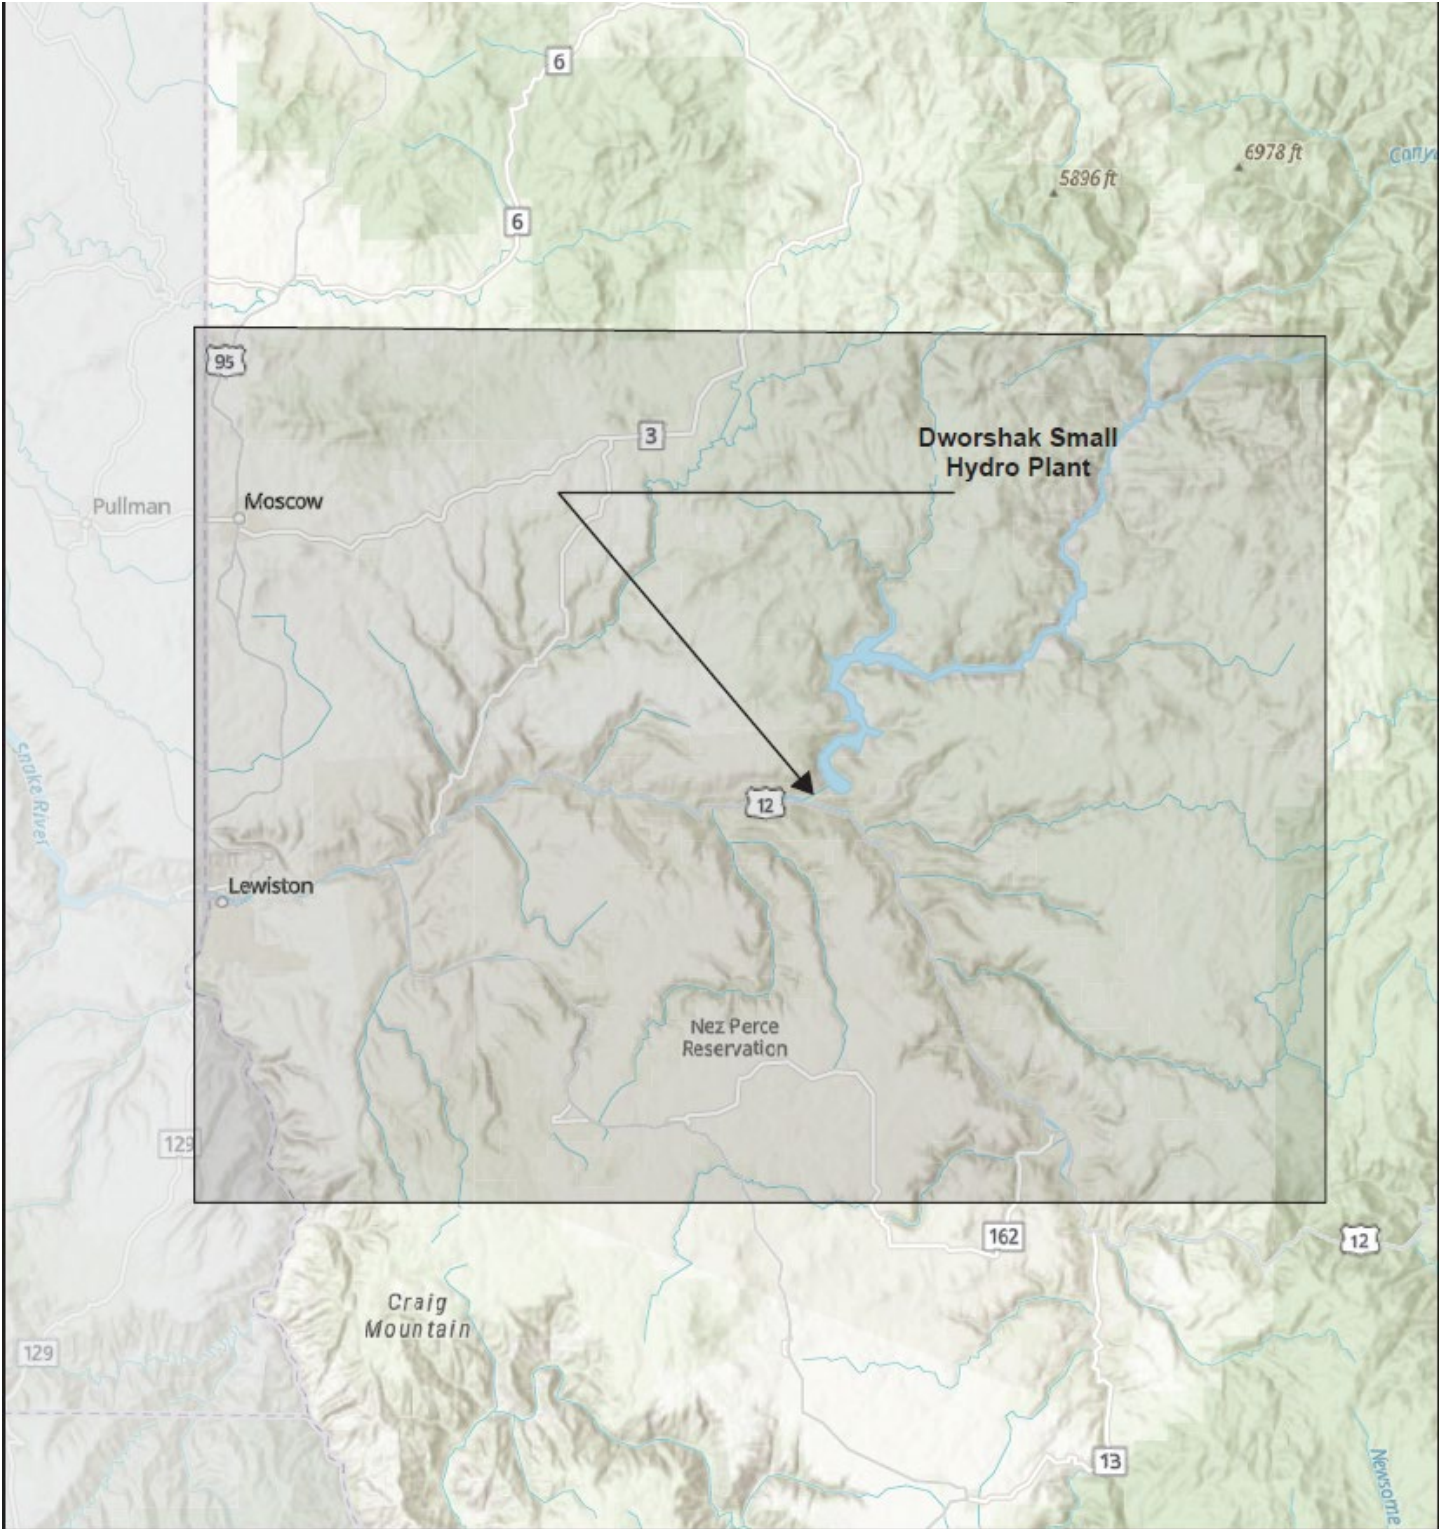 6
6978 ft
Canyo
5896 ft
6
95
3
Dworshak Small
Hydro Plant
Pullman
Moscow
Snake River
12
Lewiston
Nez Perce
Reservation
129
162
12
Craig
Mountain
129
13
Newsome